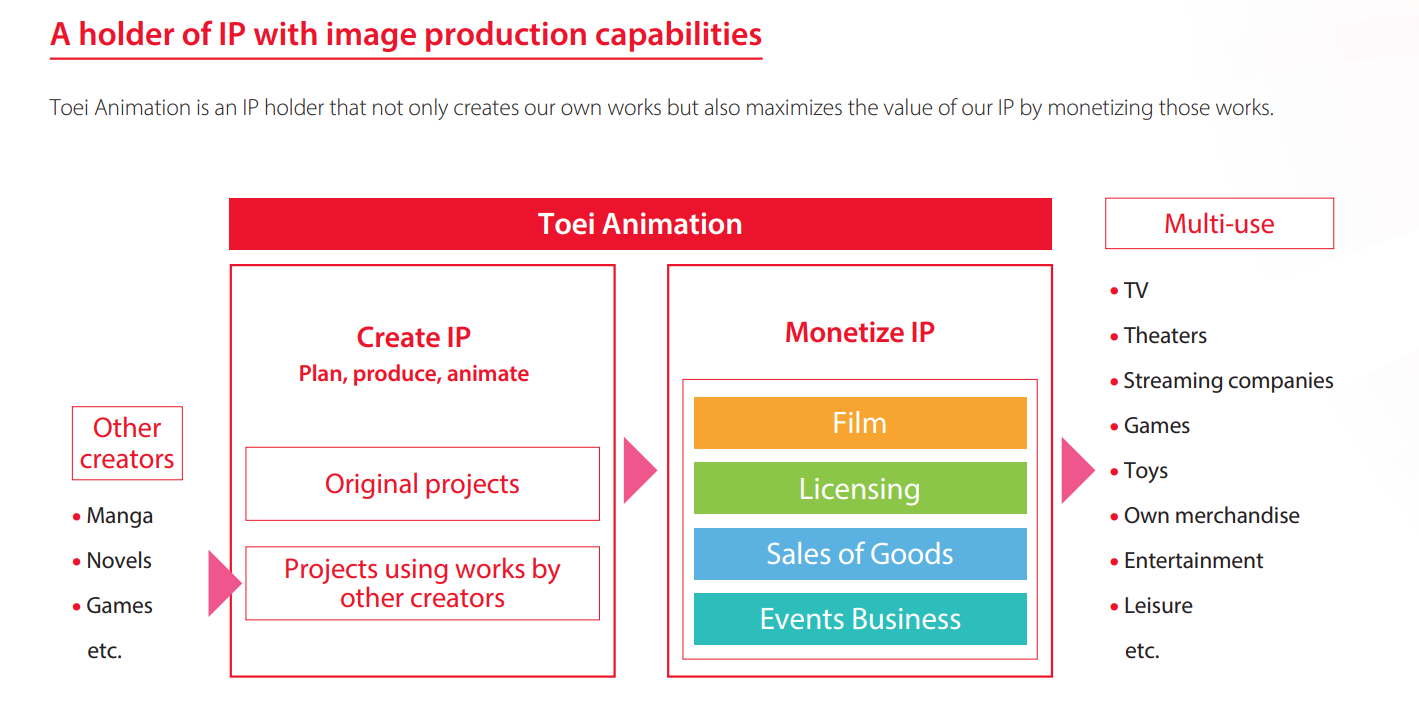 A holder of IP with image production capabilities
Toei Animation is an IP holder that not only creates our own works but also maximizes the value of our IP by monetizing those works.
Toei Animation
Multi-use
Other
creators
• Manga
• Novels
• Games
etc.
Create IP
Plan, produce, animate
Original projects
Projects using works by
other creators
Monetize IP
Film
Licensing
Sales of Goods
Events Business
• TV
• Theaters
• Streaming companies
• Games
• Toys
• Own merchandise
• Entertainment
• Leisure
etc.